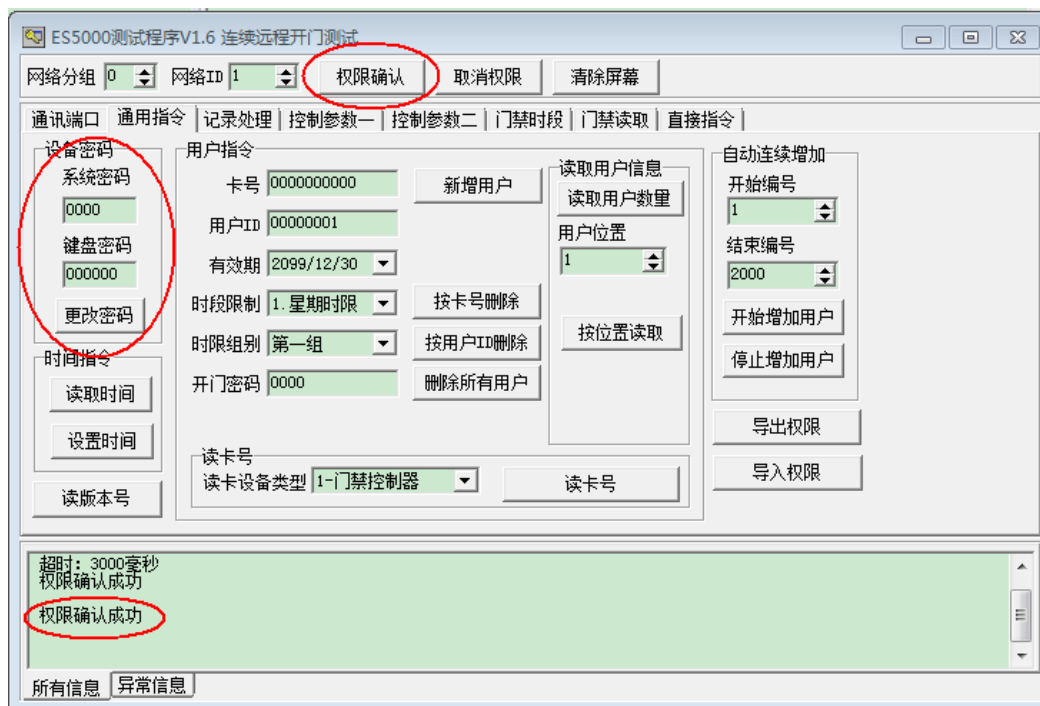 ES5000测试程序V1.6 连续远程开门测试
网络分组 0 网络ID 1 权限确认 取消权限 清除屏幕
通讯端口 通用指令 记录处理 控制参数一 控制参数二 门禁时段 门禁读取 直接指令
设备密码
系统密码
0000
键盘密码
000000
更改密码
时间指令
读取时间
设置时间
读版本号
用户指令
卡号 0000000000 新增用户
用户ID 00000001
有效期 2099/12/30
时段限制 1.星期时限 按卡号删除
时限组别 第一组 按用户ID删除
开门密码 0000 删除所有用户
读取用户信息
读取用户数量
用户位置
1
按位置读取
读卡号
读卡设备类型 1-门禁控制器 读卡号
自动连续增加
开始编号
1
结束编号
2000
开始增加用户
停止增加用户
导出权限
导入权限
超时：3000毫秒
权限确认成功
权限确认成功
所有信息 异常信息